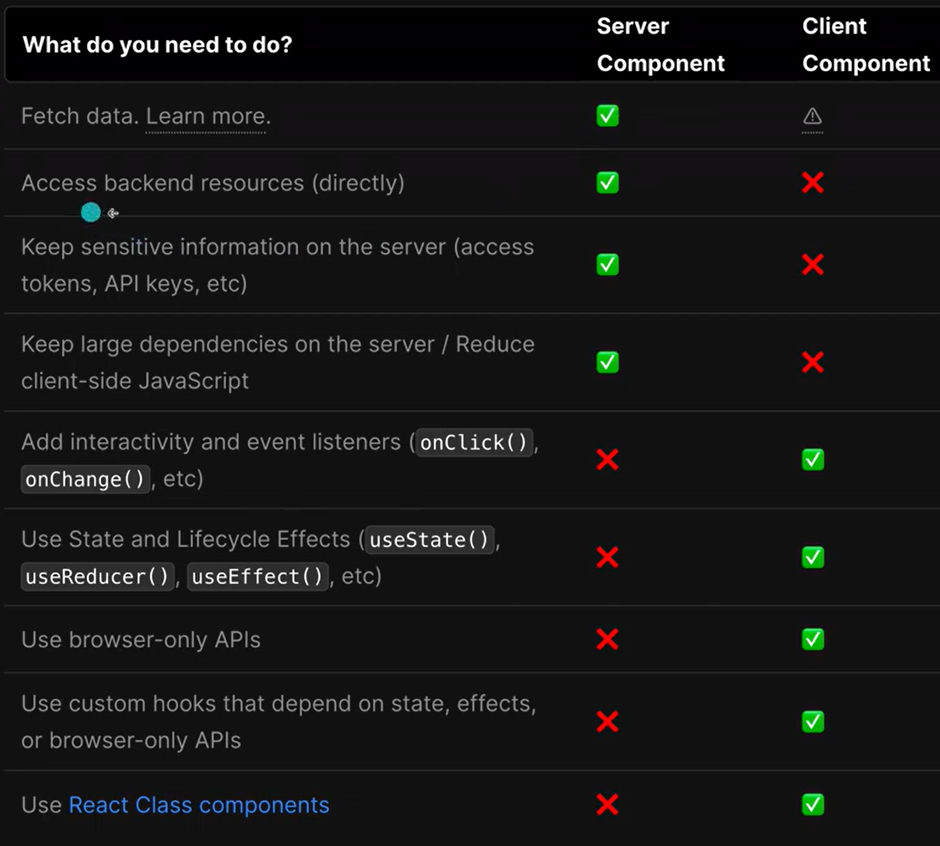 What do you need to do?
Server
Component
Client
Component
Fetch data. Learn more.
Access backend resources (directly)
Keep sensitive information on the server (access
tokens, API keys, etc)
Keep large dependencies on the server / Reduce
client-side JavaScript
Add interactivity and event listeners (onClick(),
onChange(), etc)
Use State and Lifecycle Effects (useState(),
useReducer(), useEffect(), etc)
Use browser-only APIs
Use custom hooks that depend on state, effects,
or browser-only APIs
Use React Class components